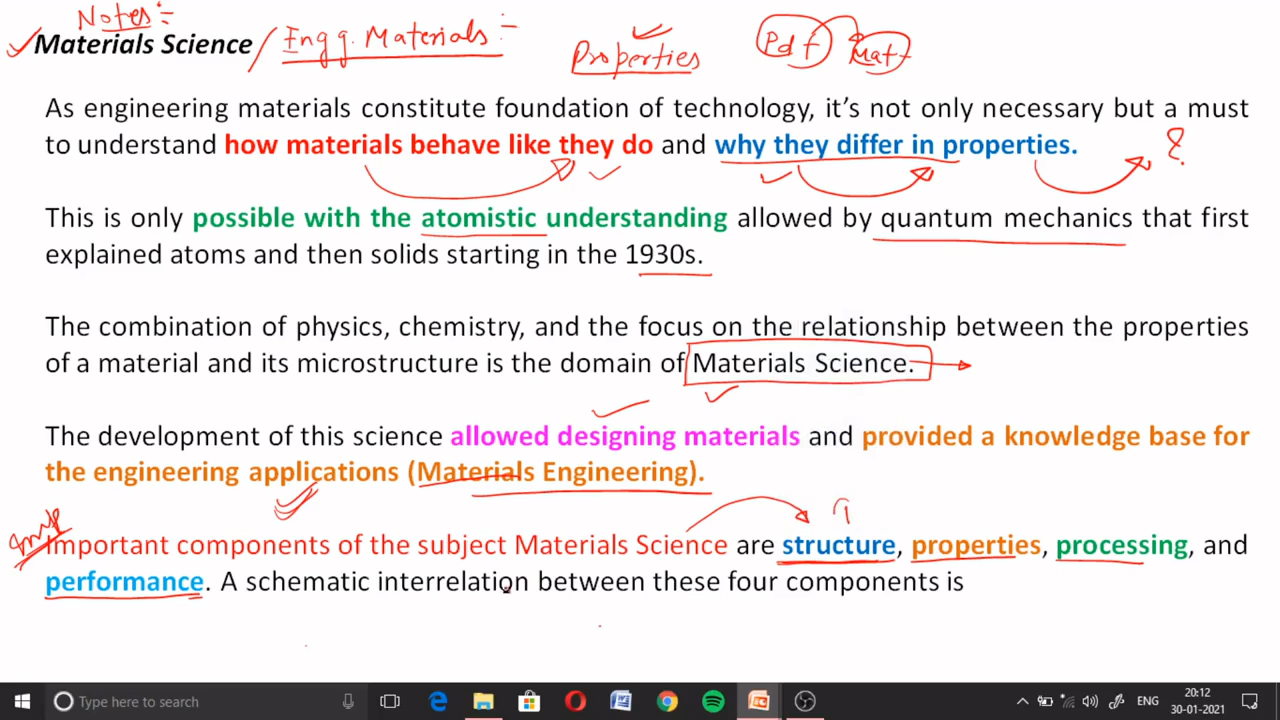 Notes:-
Materials Science / Engg. Materials:-
Properties
Pdf
Mat
As engineering materials constitute foundation of technology, it's not only necessary but a must
to understand how materials behave like they do and why they differ in properties. ?
This is only possible with the atomistic understanding allowed by quantum mechanics that first
explained atoms and then solids starting in the 1930s.
The combination of physics, chemistry, and the focus on the relationship between the properties
of a material and its microstructure is the domain of Materials Science.
The development of this science allowed designing materials and provided a knowledge base for
the engineering applications (Materials Engineering).
Imp
Important components of the subject Materials Science are structure, properties, processing, and
performance. A schematic interrelation between these four components is
Type here to search
ENG
20:12
30-01-2021